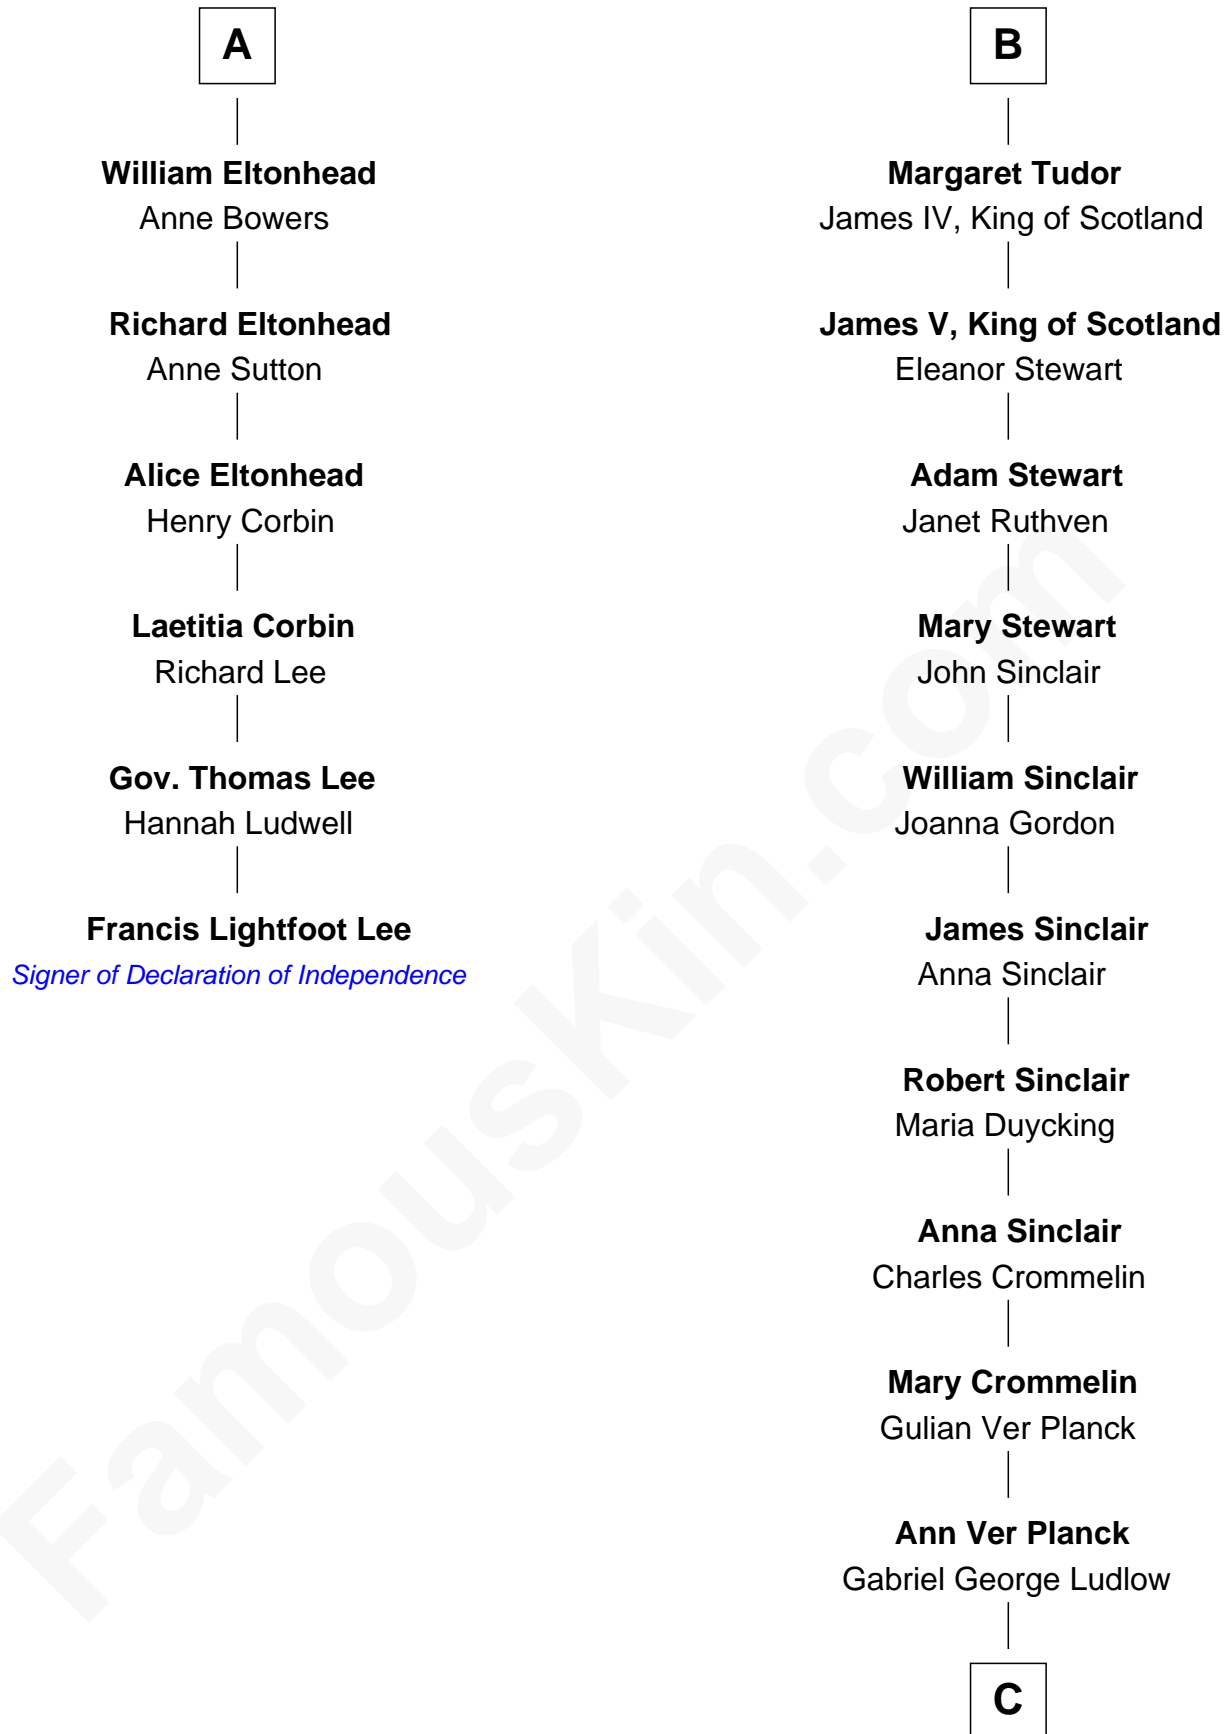 A
William Eltonhead
Anne Bowers
Richard Eltonhead
Anne Sutton
Alice Eltonhead
Henry Corbin
Laetitia Corbin
Richard Lee
Gov. Thomas Lee
Hannah Ludwell
Francis Lightfoot Lee
Signer of Declaration of Independence
B
Margaret Tudor
James IV, King of Scotland
James V, King of Scotland
Eleanor Stewart
Adam Stewart
Janet Ruthven
Mary Stewart
John Sinclair
William Sinclair
Joanna Gordon
James Sinclair
Anna Sinclair
Robert Sinclair
Maria Duycking
Anna Sinclair
Charles Crommelin
Mary Crommelin
Gulian Ver Planck
Ann Ver Planck
Gabriel George Ludlow
C
FamousKin.com